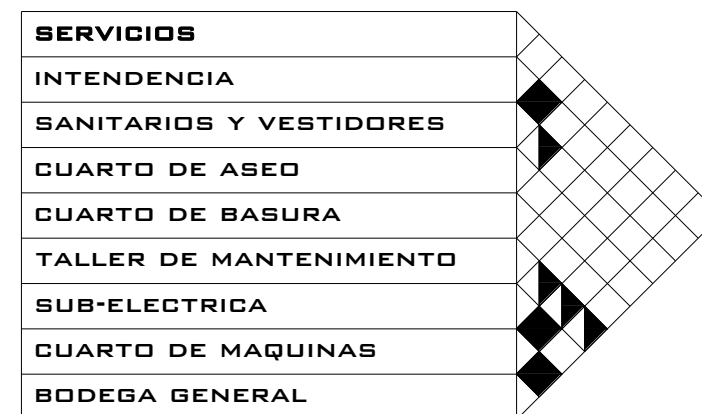 SERVICIOS
INTENDENCIA
SANITARIOS Y VESTIDORES
CUARTO DE ASEO
CUARTO DE BASURA
TALLER DE MANTENIMIENTO
SUB-ELECTRICA
CUARTO DE MAQUINAS
BODEGA GENERAL